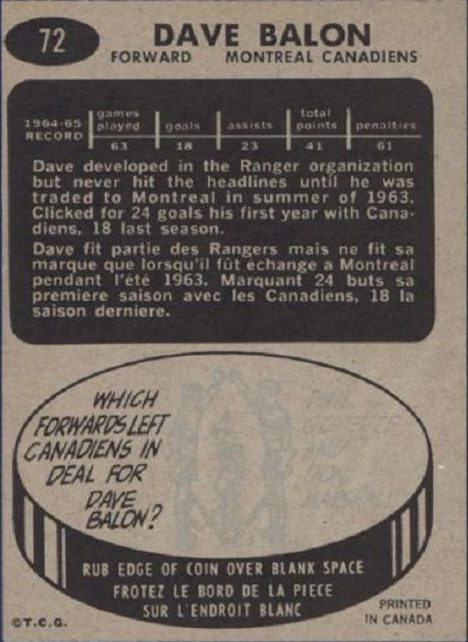 72
DAVE BALON
FORWARD MONTREAL CANADIENS
1964-65 RECORD
games played goals assists total points penalties
63 18 23 41 61
Dave developed in the Ranger organization
but never hit the headlines until he was
traded to Montreal in summer of 1963.
Clicked for 24 goals his first year with Cana-
diens, 18 last season.
Dave fit partie des Rangers mais ne fit sa
marque que lorsqu'il fût échange a Montreal
pendant l'été 1963. Marquant 24 buts sa
premiere saison avec les Canadiens, 18 la
saison derniere.
WHICH
FORWARDS LEFT
CANADIENS IN
DEAL FOR
DAVE
BALON?
PHIL
GOYETTE
AND
DON
MARSHALL
RUB EDGE OF COIN OVER BLANK SPACE
FROTEZ LE BORD DE LA PIECE
SUR L'ENDROIT BLANC
©T.C.G.
PRINTED
IN CANADA